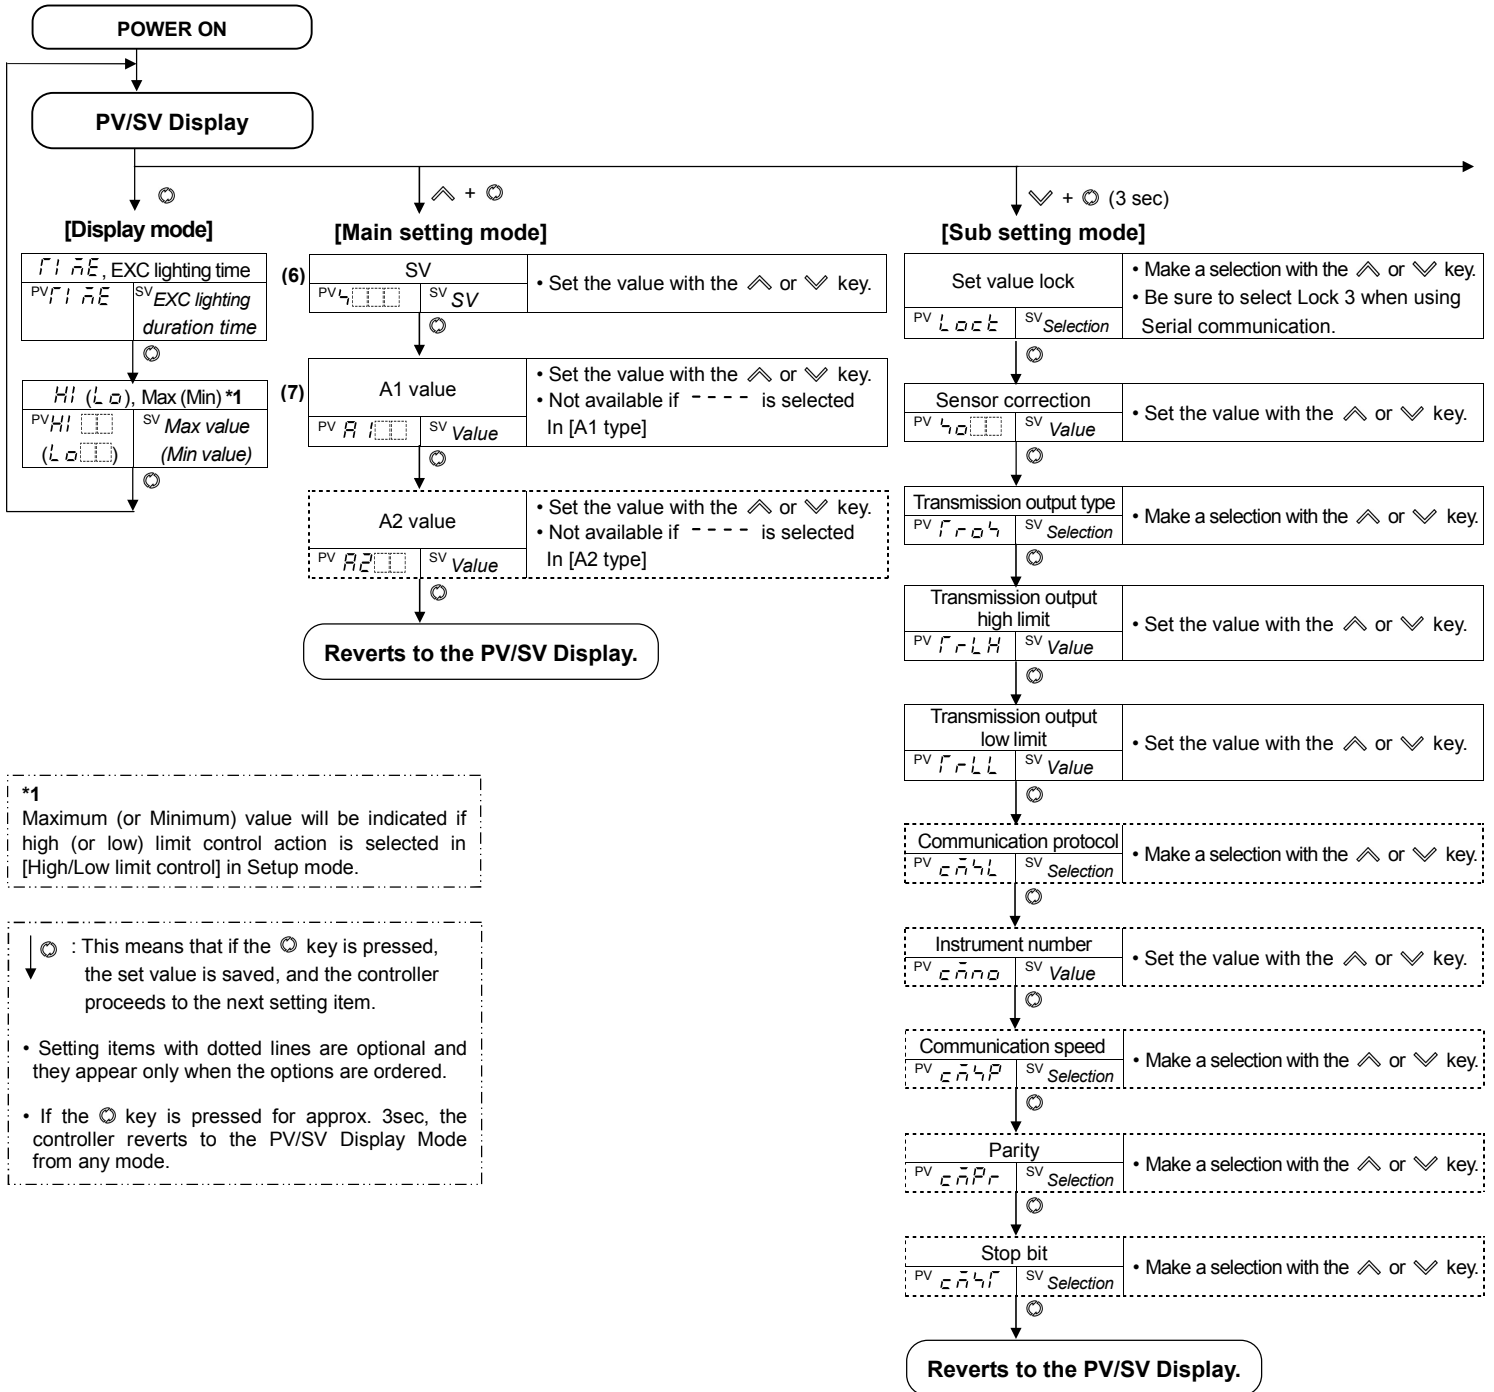 POWER ON
PV/SV Display
[Display mode]
TIME, EXC lighting time
PV TIME SV EXC lighting
duration time
HI (Lo), Max (Min) *1
PV HI SV Max value
(Lo) (Min value)
*1
Maximum (or Minimum) value will be indicated if
high (or low) limit control action is selected in
[High/Low limit control] in Setup mode.
: This means that if the key is pressed,
the set value is saved, and the controller
proceeds to the next setting item.
• Setting items with dotted lines are optional and
they appear only when the options are ordered.
• If the key is pressed for approx. 3sec, the
controller reverts to the PV/SV Display Mode
from any mode.
+
[Main setting mode]
(6) SV
PV S SV SV
• Set the value with the or key.
(7) A1 value
PV A1 SV Value
• Set the value with the or key.
• Not available if ---- is selected
In [A1 type]
A2 value
PV A2 SV Value
• Set the value with the or key.
• Not available if ---- is selected
In [A2 type]
Reverts to the PV/SV Display.
+ (3 sec)
[Sub setting mode]
Set value lock
PV Lock SV Selection
• Make a selection with the or key.
• Be sure to select Lock 3 when using
Serial communication.
Sensor correction
PV So SV Value
• Set the value with the or key.
Transmission output type
PV TroS SV Selection
• Make a selection with the or key.
Transmission output
high limit
PV TrLH SV Value
• Set the value with the or key.
Transmission output
low limit
PV TrLL SV Value
• Set the value with the or key.
Communication protocol
PV cmSL SV Selection
• Make a selection with the or key.
Instrument number
PV cmno SV Value
• Set the value with the or key.
Communication speed
PV cmSP SV Selection
• Make a selection with the or key.
Parity
PV cmPr SV Selection
• Make a selection with the or key.
Stop bit
PV cmST SV Selection
• Make a selection with the or key.
Reverts to the PV/SV Display.